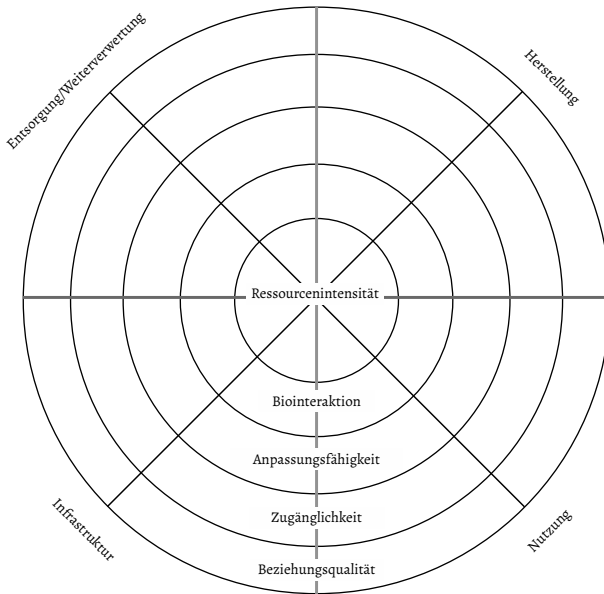 Entsorgung/Weiterverwertung
Herstellung
Ressourcenintensität
Biointeraktion
Anpassungsfähigkeit
Zugänglichkeit
Beziehungsqualität
Infrastruktur
Nutzung